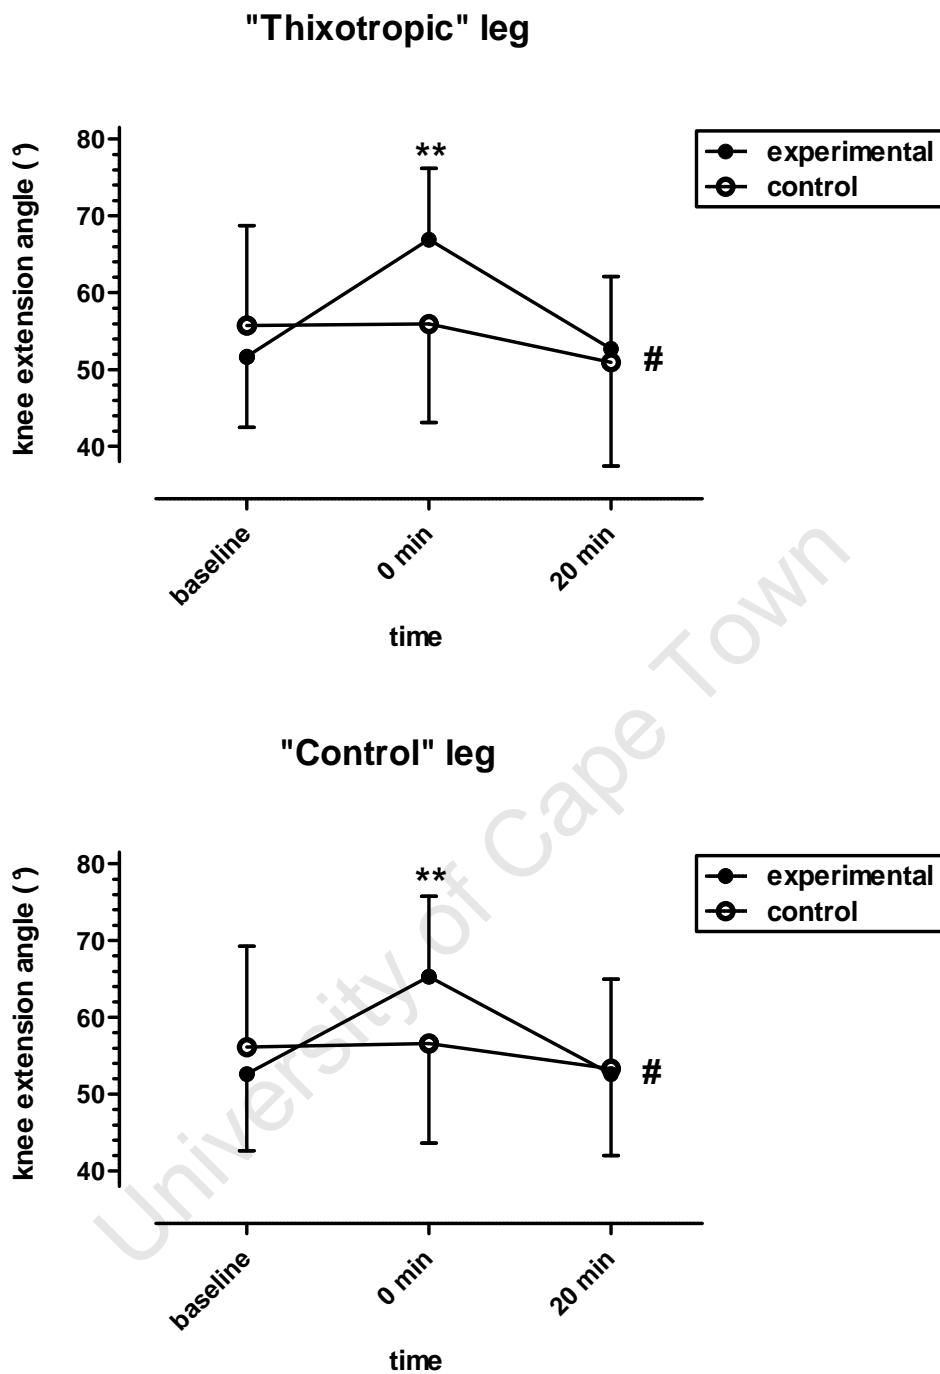 "Thixotropic" leg
knee extension angle (°)
80
70
60
50
40
**
#
experimental
control
baseline
0 min
20 min
time
"Control" leg
knee extension angle (°)
80
70
60
50
40
**
#
experimental
control
baseline
0 min
20 min
time
University of Cape Town